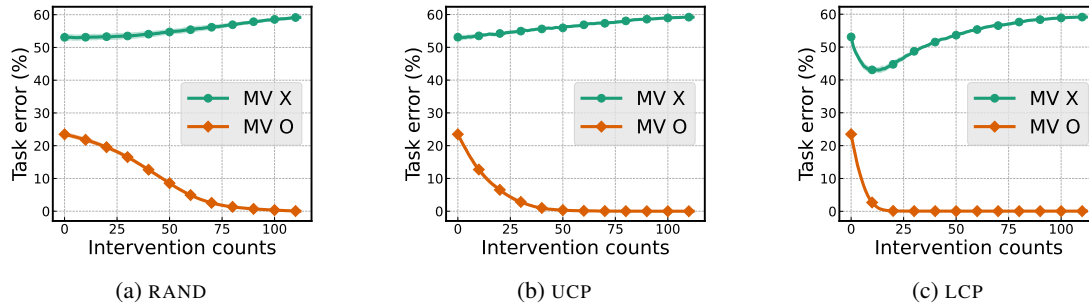 Task error (%)
60
50
40
30
20
10
0
MV X
MV O
0 25 50 75 100
Intervention counts
(a) RAND
Task error (%)
60
50
40
30
20
10
0
MV X
MV O
0 25 50 75 100
Intervention counts
(b) UCP
Task error (%)
60
50
40
30
20
10
0
MV X
MV O
0 25 50 75 100
Intervention counts
(c) LCP